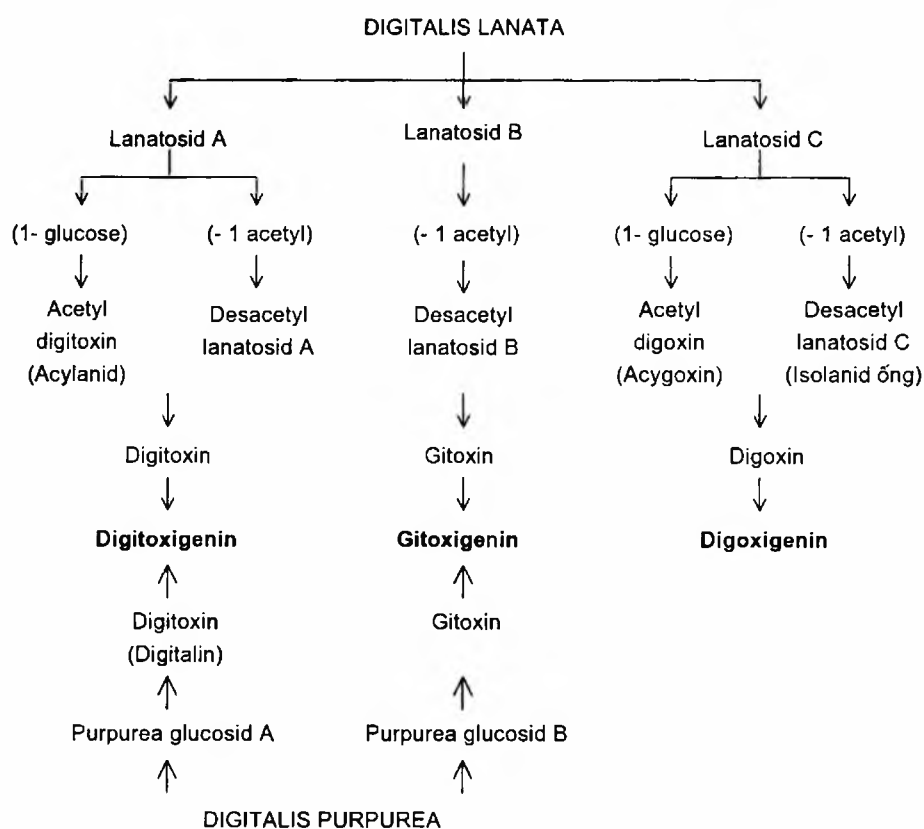 DIGITALIS LANATA
Lanatosid A Lanatosid B Lanatosid C
(1- glucose) (- 1 acetyl) (- 1 acetyl) (1- glucose) (- 1 acetyl)
Acetyl Desacetyl Desacetyl Acetyl Desacetyl
digitoxin lanatosid A lanatosid B digoxin lanatosid C
(Acylanid) (Acygoxin) (Isolanid ống)
Digitoxin Gitoxin Digoxin
Digitoxigenin Gitoxigenin Digoxigenin
Digitoxin Gitoxin
(Digitalin)
Purpurea glucosid A Purpurea glucosid B
DIGITALIS PURPUREA